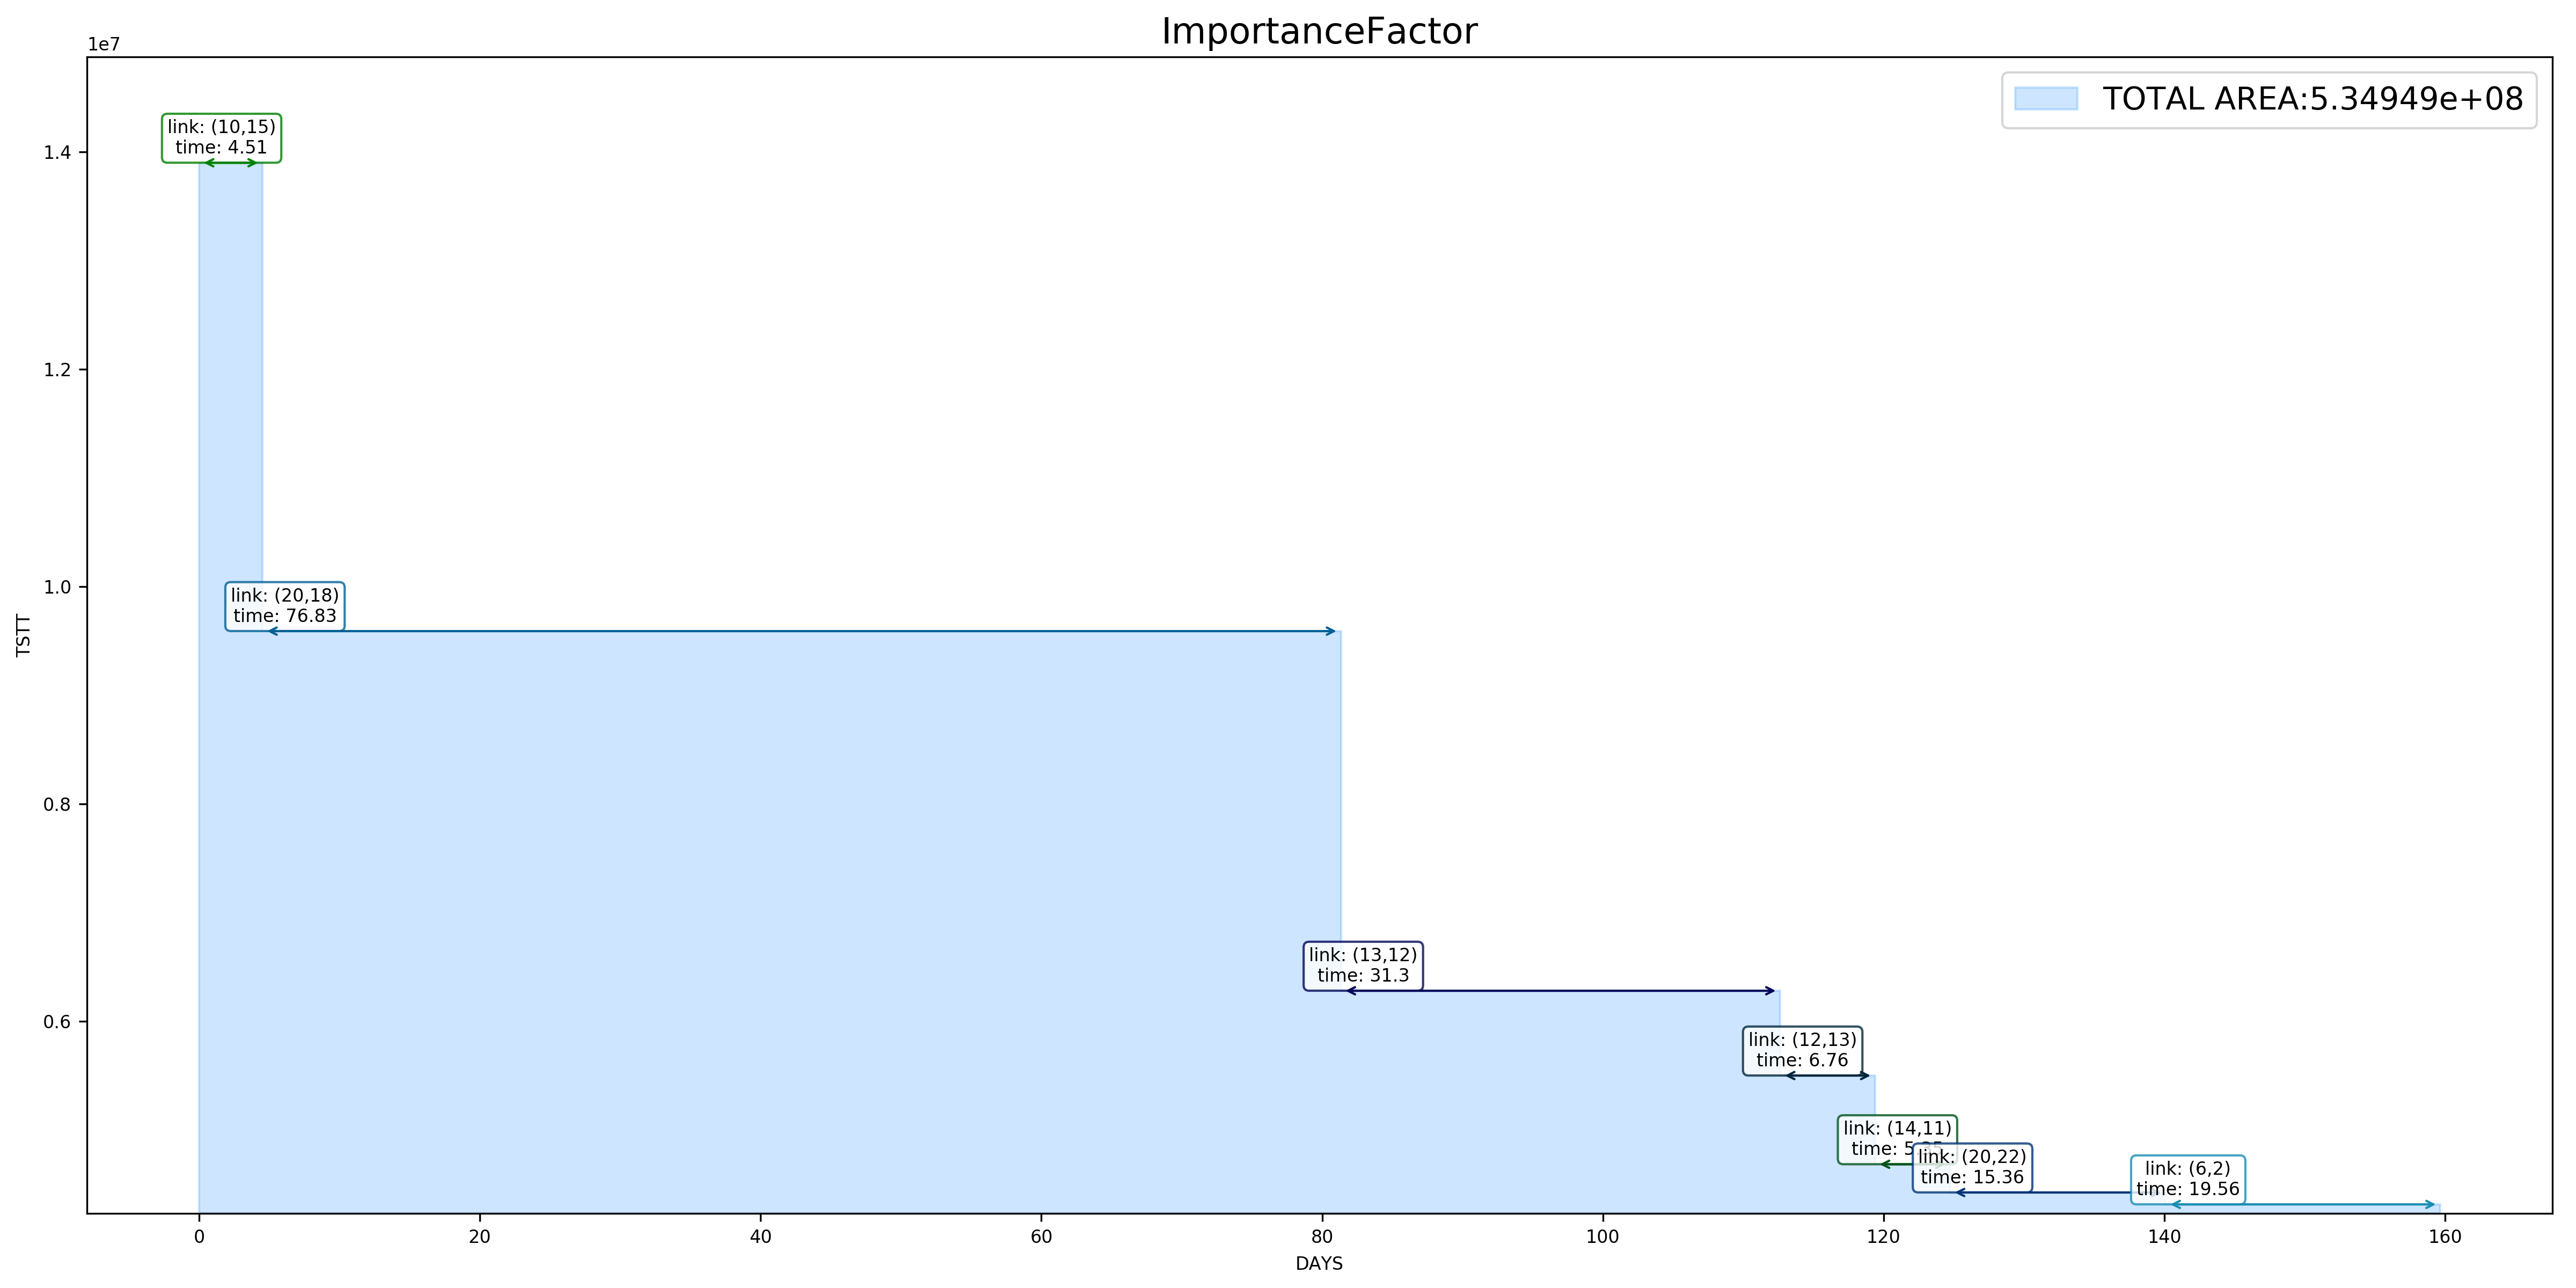 ImportanceFactor
1e7
TOTAL AREA:5.34949e+08
link: (10,15)
time: 4.51
1.4
1.2
1.0
link: (20,18)
time: 76.83
TSTT
0.8
link: (13,12)
time: 31.3
0.6
link: (12,13)
time: 6.76
link: (14,11)
time:
link: (20,22)
time: 15.36
link: (6,2)
time: 19.56
0 20 40 60 80 100 120 140 160
DAYS